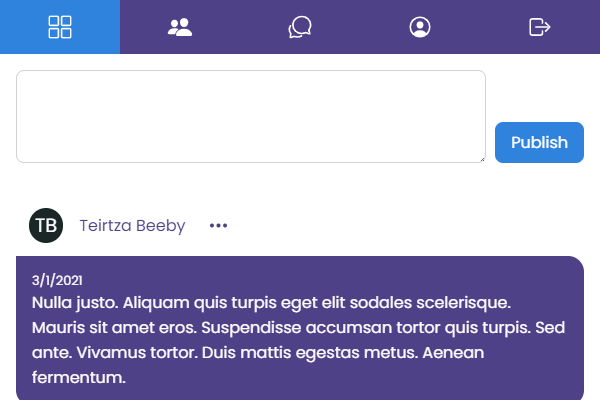 Publish
TB
Teirtza Beeby
3/1/2021
Nulla justo. Aliquam quis turpis eget elit sodales scelerisque.
Mauris sit amet eros. Suspendisse accumsan tortor quis turpis. Sed
ante. Vivamus tortor. Duis mattis egestas metus. Aenean
fermentum.